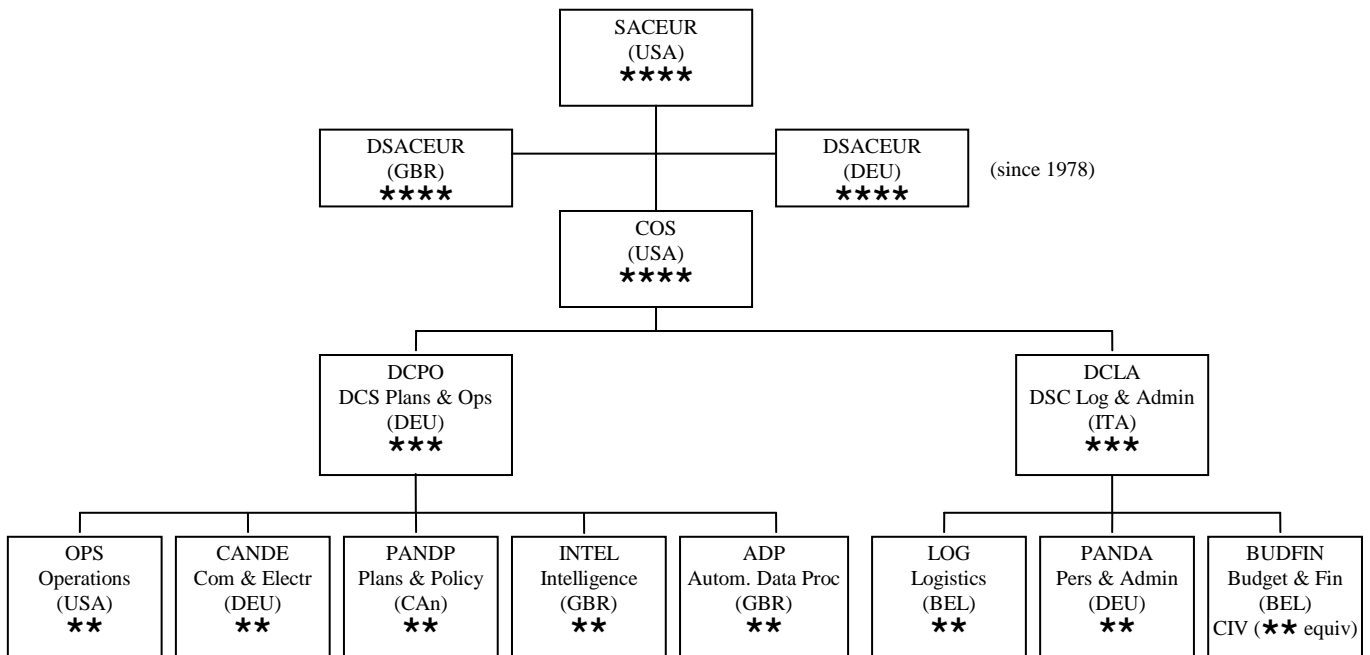 SACEUR
(USA)
★★★★
DSACEUR
(GBR)
★★★★
DSACEUR
(DEU)
★★★★
(since 1978)
COS
(USA)
★★★★
DCPO
DCS Plans & Ops
(DEU)
★★★
DCLA
DSC Log & Admin
(ITA)
★★★
OPS
Operations
(USA)
★★
CANDE
Com & Electr
(DEU)
★★
PANDP
Plans & Policy
(CAn)
★★
INTEL
Intelligence
(GBR)
★★
ADP
Autom. Data Proc
(GBR)
★★
LOG
Logistics
(BEL)
★★
PANDA
Pers & Admin
(DEU)
★★
BUDFIN
Budget & Fin
(BEL)
CIV (★★ equiv)